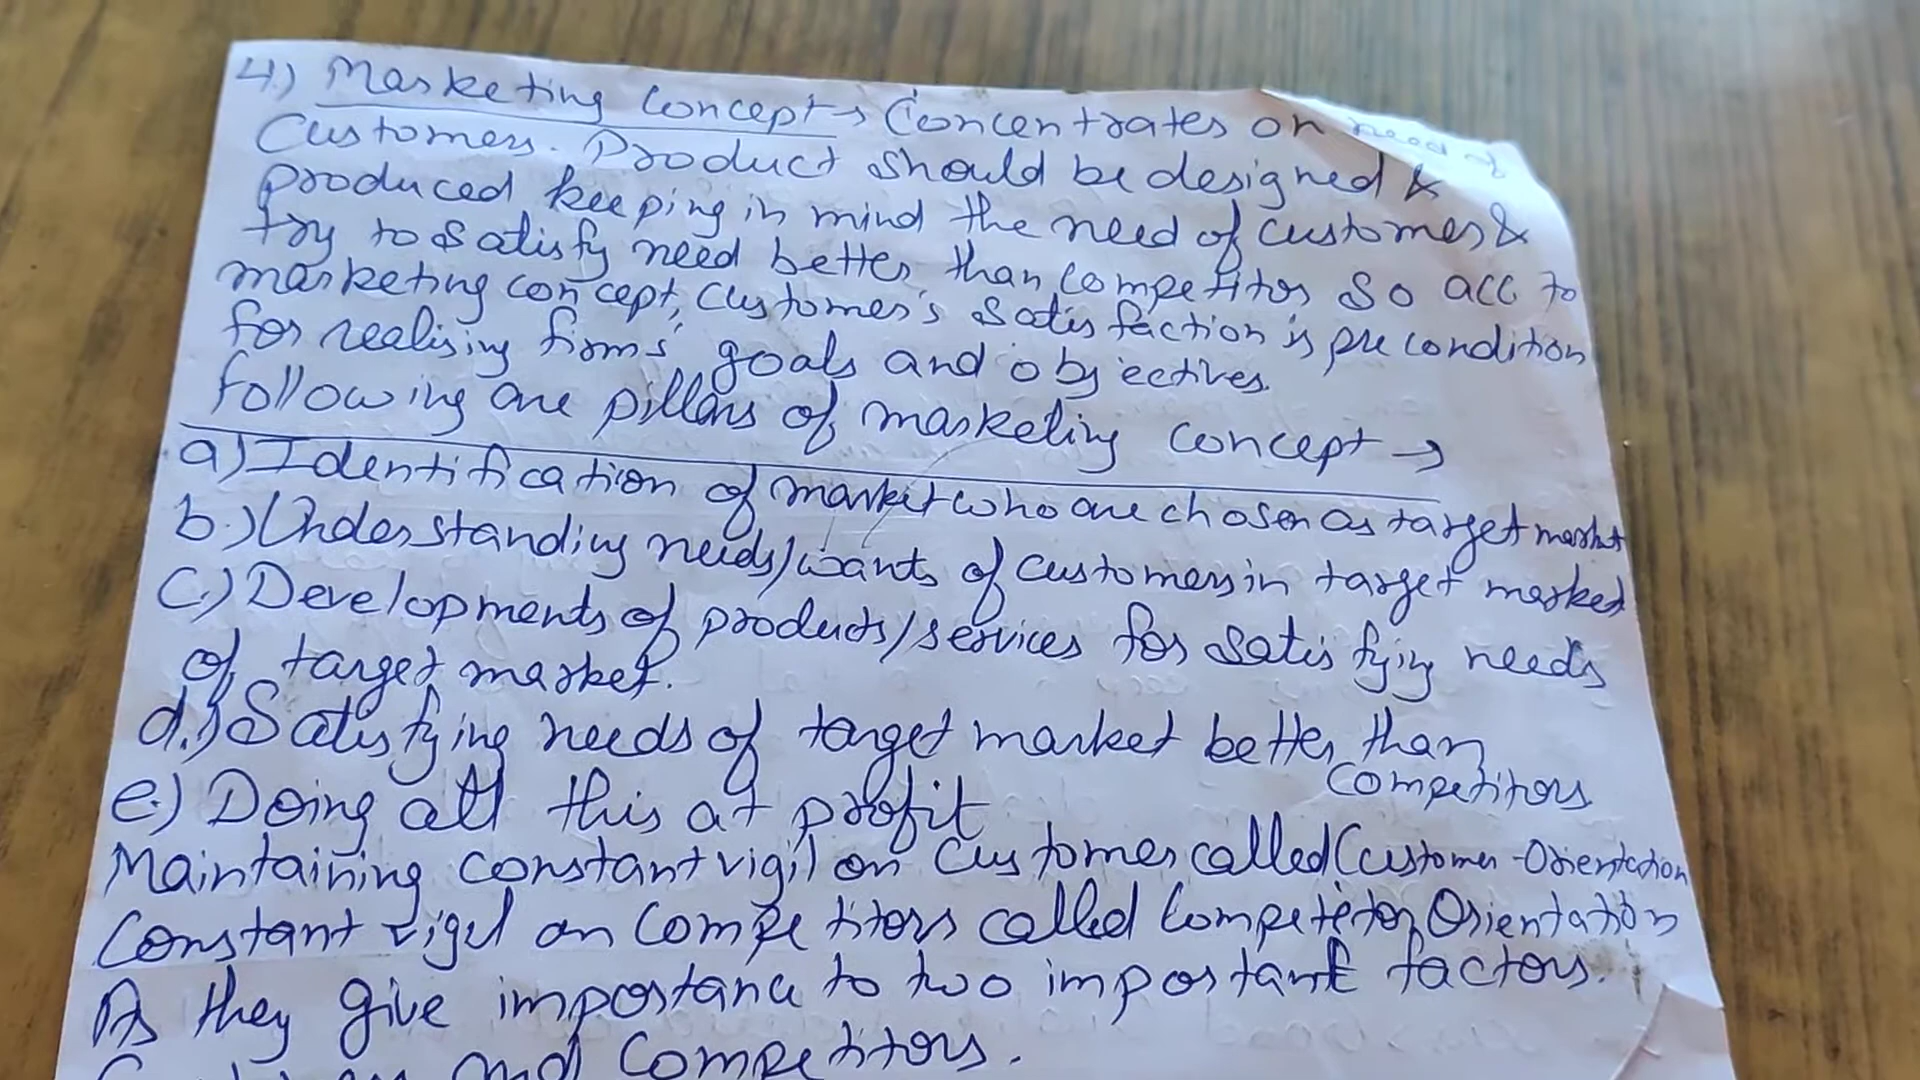 4.) Marketing Concept → Concentrates on need of
Customers. Product should be designed &
produced keeping in mind the need of customers &
try to satisfy need better than competitor so acc to
marketing concept, customer's satisfaction is pre condition
for realising firm's goals and objectives.
following are pillars of marketing concept →
a) Identification of market who are chosen as target market
b.) Understanding needs/wants of customers in target market
C.) Developments of products/services for satisfying needs
of target market.
d.) Satisfying needs of target market better than
competitors
e.) Doing all this at profit
Maintaining constant vigil on customer called Customer-Orientation
Constant vigil on Competitors called Competitor Orientation
As they give importance to two important factors.
and Competitors.